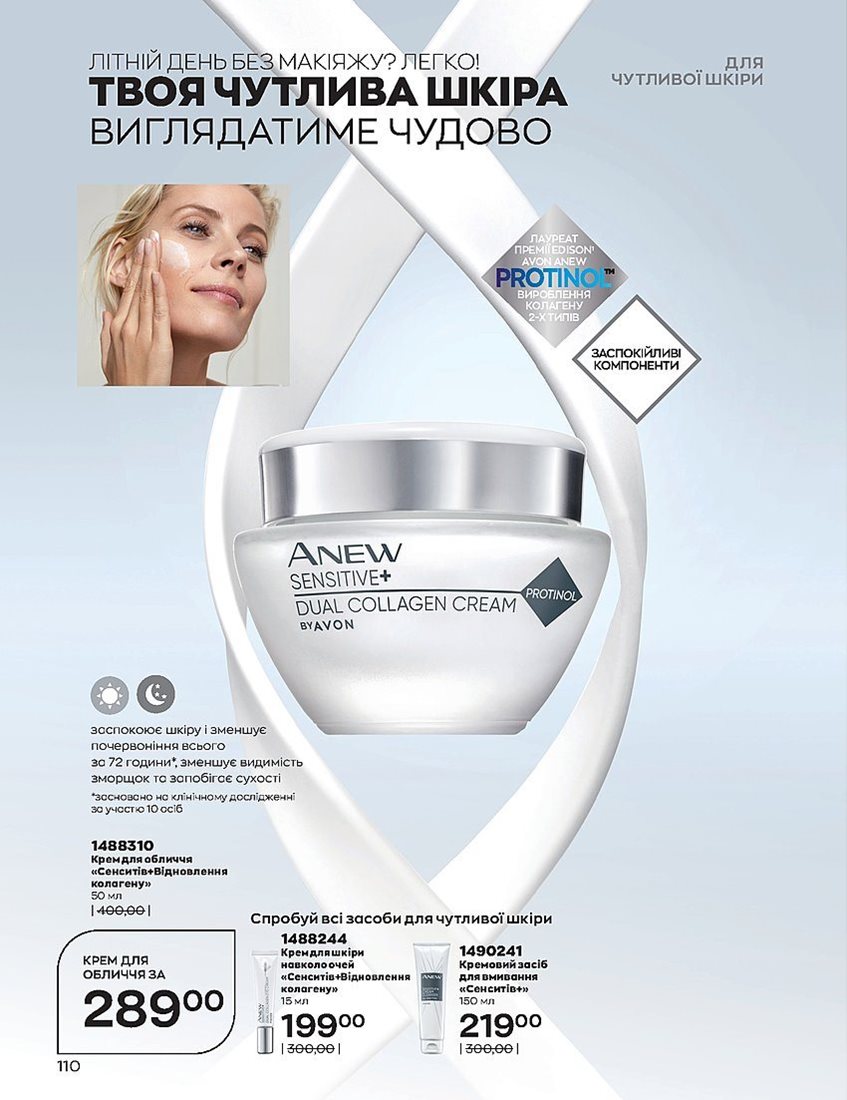 ЛІТНІЙ ДЕНЬ БЕЗ МАКІЯЖУ? ЛЕГКО!
ТВОЯ ЧУТЛИВА ШКІРА
ВИГЛЯДАТИМЕ ЧУДОВО
ДЛЯ
ЧУТЛИВОЇ ШКІРИ
ЛАУРЕАТ
ПРЕМІЇ EDISON¹
AVON ANEW
PROTINOL™
ВИРОБЛЕННЯ
КОЛАГЕНУ
2-Х ТИПІВ
ЗАСПОКІЙЛИВІ
КОМПОНЕНТИ
ANEW
SENSITIVE+
DUAL COLLAGEN CREAM
PROTINOL
BY AVON
заспокоює шкіру і зменшує
почервоніння всього
за 72 години*, зменшує видимість
зморщок та запобігає сухості
*засновано на клінічному дослідженні
за участю 10 осіб
1488310
Крем для обличчя
«Сенситів+Відновлення
колагену»
50 мл
| 400,00 |
КРЕМ ДЛЯ
ОБЛИЧЧЯ ЗА
289⁰⁰
Спробуй всі засоби для чутливої шкіри
1488244
Крем для шкіри
навколо очей
«Сенситів+Відновлення
колагену»
15 мл
199⁰⁰
| 300,00 |
ANEW
1490241
Кремовий засіб
для вмивання
«Сенситів+»
150 мл
219⁰⁰
| 300,00 |
ANEW
110